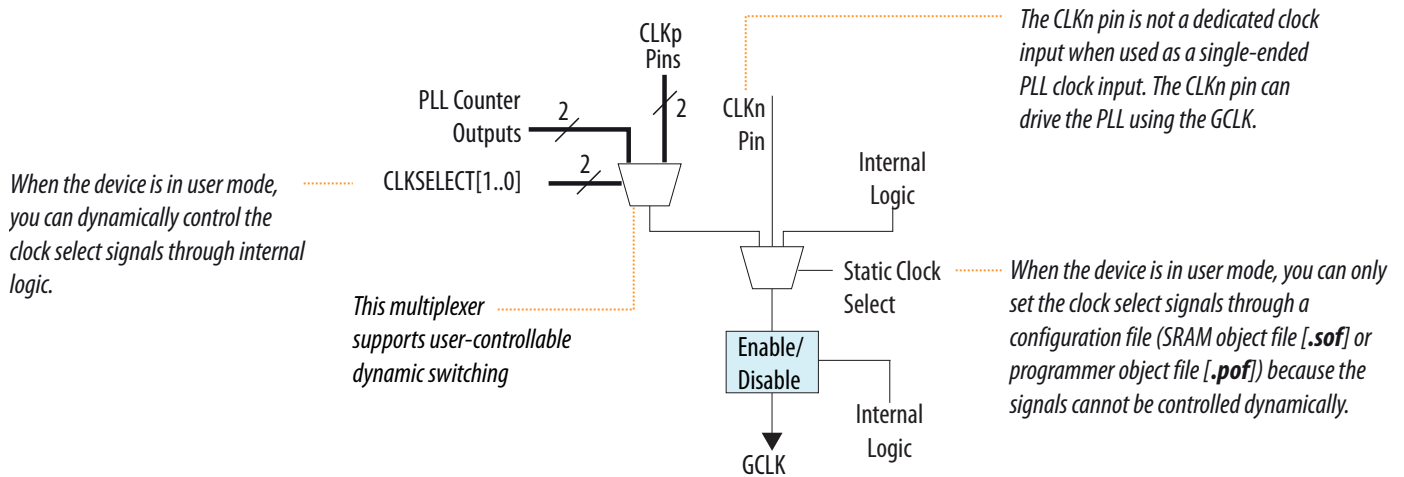 The CLKn pin is not a dedicated clock
input when used as a single-ended
PLL clock input. The CLKn pin can
drive the PLL using the GCLK.
CLKp
Pins
2
CLKn
Pin
PLL Counter
Outputs
2
Internal
Logic
CLKSELECT[1..0]
2
When the device is in user mode,
you can dynamically control the
clock select signals through internal
logic.
Static Clock
Select
When the device is in user mode, you can only
set the clock select signals through a
configuration file (SRAM object file [.sof] or
programmer object file [.pof]) because the
signals cannot be controlled dynamically.
This multiplexer
supports user-controllable
dynamic switching
Enable/
Disable
Internal
Logic
GCLK